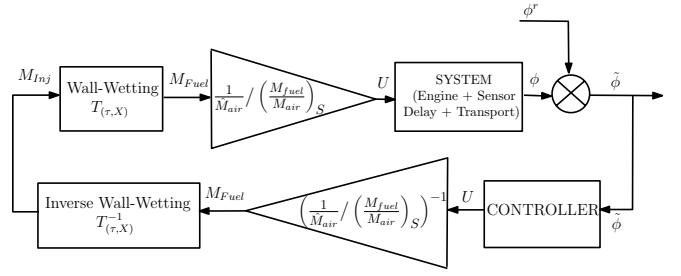 ϕ^r
M_{Inj}
Wall-Wetting
T_{(τ,X)}
M_{Fuel}
\frac{1}{\hat{M}_{air}} / \left( \frac{M_{fuel}}{M_{air}} \right)_S
U
SYSTEM
(Engine + Sensor
Delay + Transport)
ϕ
\tilde{ϕ}
Inverse Wall-Wetting
T^{-1}_{(τ,X)}
M_{Fuel}
\left( \frac{1}{\hat{M}_{air}} / \left( \frac{M_{fuel}}{M_{air}} \right)_S \right)^{-1}
U
CONTROLLER
\tilde{ϕ}